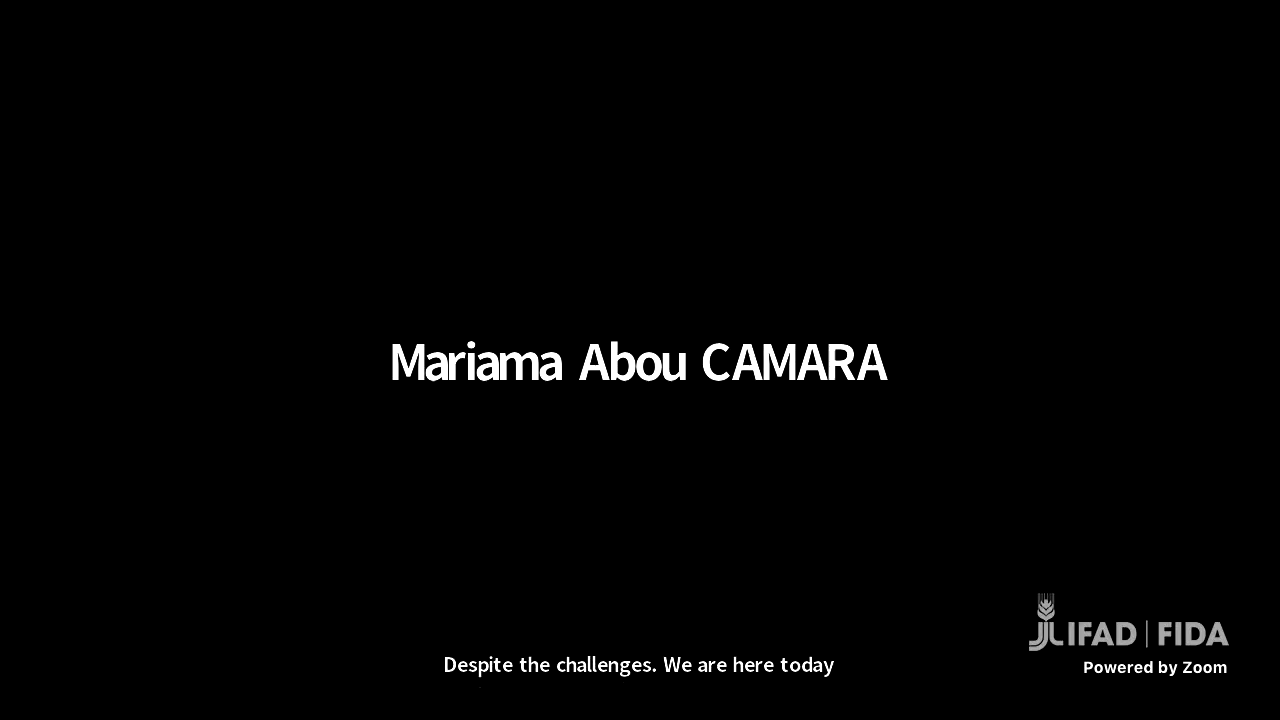 Mariama Abou CAMARA
IFAD | FIDA
Powered by Zoom
Despite the challenges. We are here today